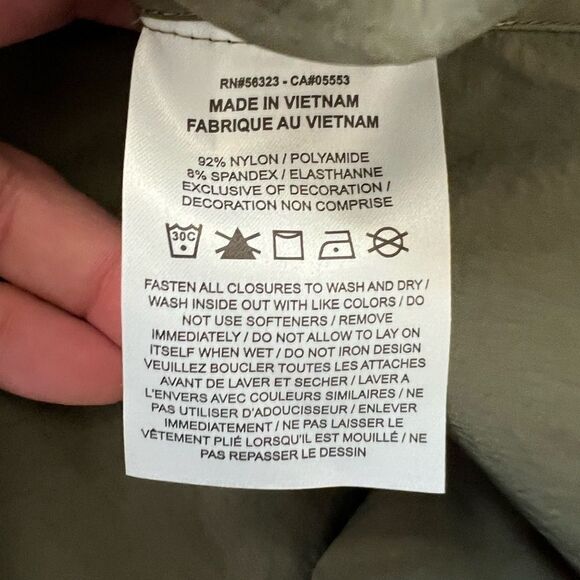 RN#56323 - CA#05553
MADE IN VIETNAM
FABRIQUE AU VIETNAM
92% NYLON / POLYAMIDE
8% SPANDEX / ELASTHANNE
EXCLUSIVE OF DECORATION /
DECORATION NON COMPRISE
30C
FASTEN ALL CLOSURES TO WASH AND DRY /
WASH INSIDE OUT WITH LIKE COLORS / DO
NOT USE SOFTENERS / REMOVE
IMMEDIATELY / DO NOT ALLOW TO LAY ON
ITSELF WHEN WET / DO NOT IRON DESIGN
VEUILLEZ BOUCLER TOUTES LES ATTACHES
AVANT DE LAVER ET SECHER / LAVER A
L'ENVERS AVEC COULEURS SIMILAIRES / NE
PAS UTILISER D'ADOUCISSEUR / ENLEVER
IMMEDIATEMENT / NE PAS LAISSER LE
VÊTEMENT PLIÉ LORSQU'IL EST MOUILLÉ / NE
PAS REPASSER LE DESSIN